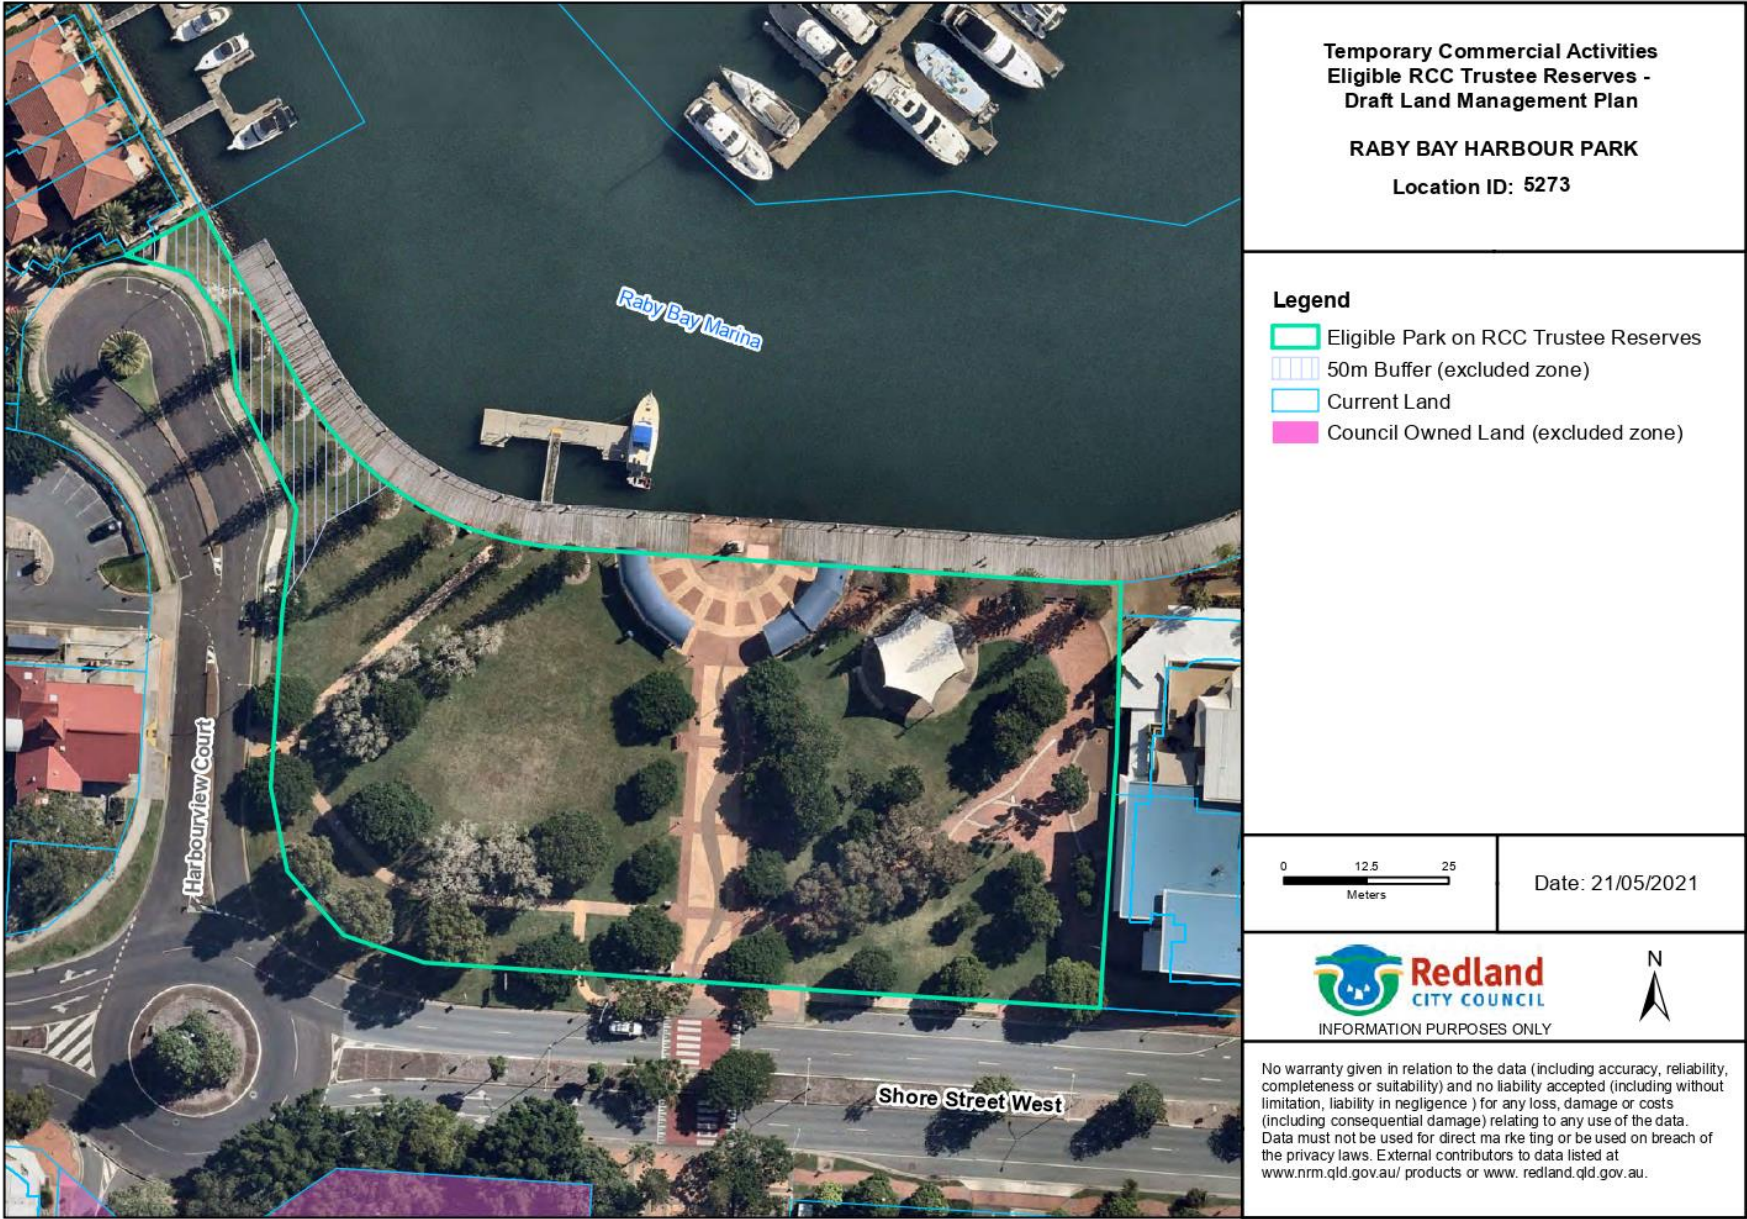 Temporary Commercial Activities
Eligible RCC Trustee Reserves -
Draft Land Management Plan
RABY BAY HARBOUR PARK
Location ID: 5273
Raby Bay Marina
Harbourview Court
Shore Street West
Legend
Eligible Park on RCC Trustee Reserves
50m Buffer (excluded zone)
Current Land
Council Owned Land (excluded zone)
0 12.5 25
Meters
Date: 21/05/2021
Redland
CITY COUNCIL
INFORMATION PURPOSES ONLY
N
No warranty given in relation to the data (including accuracy, reliability,
completeness or suitability) and no liability accepted (including without
limitation, liability in negligence ) for any loss, damage or costs
(including consequential damage) relating to any use of the data.
Data must not be used for direct ma rke ting or be used on breach of
the privacy laws. External contributors to data listed at
www.nrm.qld.gov.au/ products or www. redland.qld.gov.au.